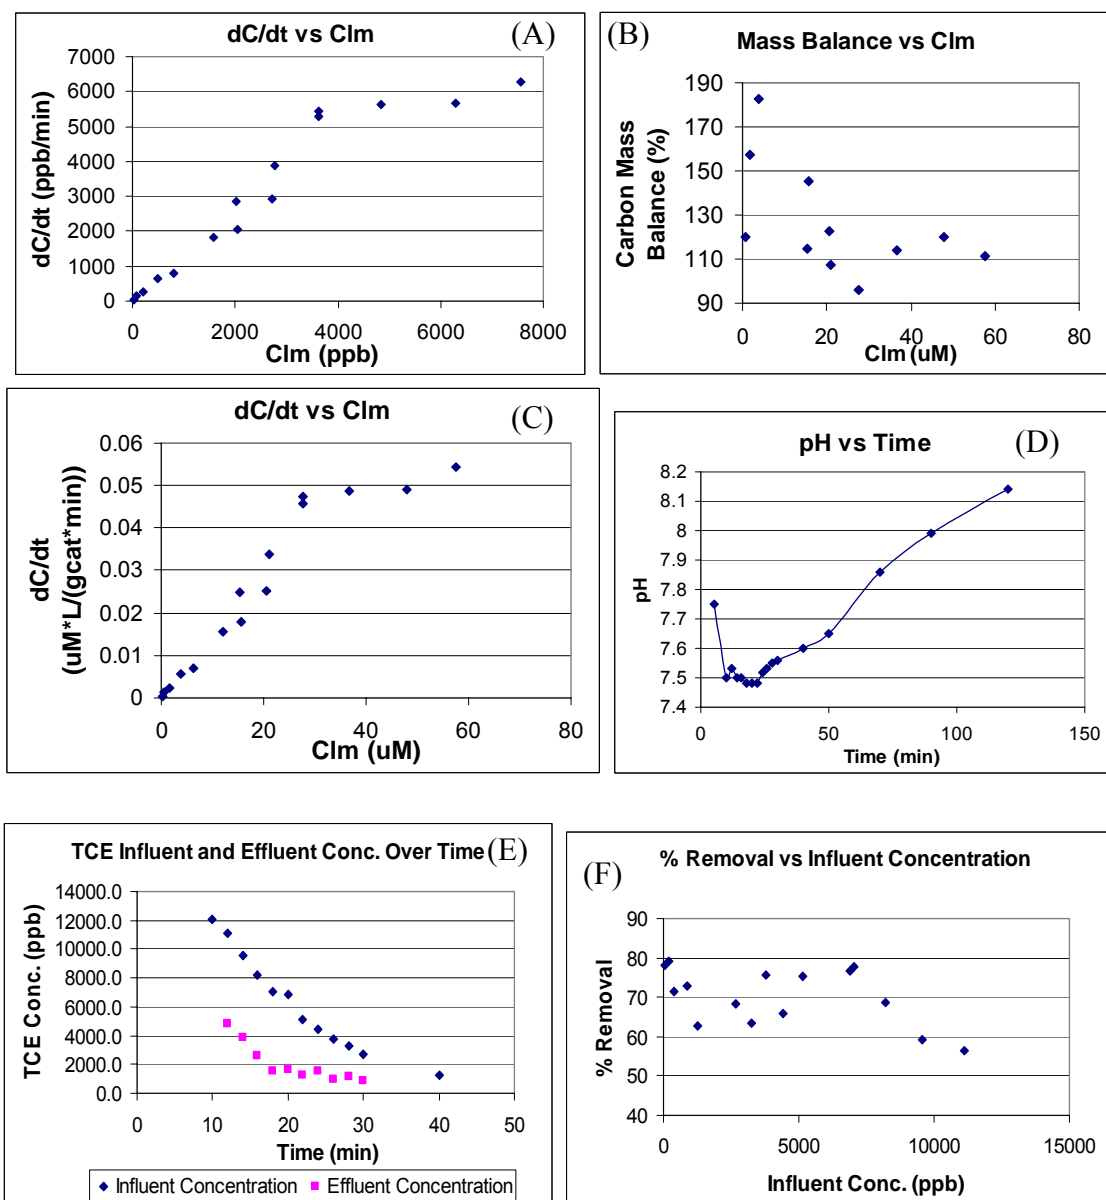 dC/dt vs Clm
(A)
dC/dt (ppb/min)
7000
6000
5000
4000
3000
2000
1000
0
0 2000 4000 6000 8000
Clm (ppb)
(B)
Mass Balance vs Clm
Carbon Mass
Balance (%)
190
170
150
130
110
90
0 20 40 60 80
Clm (uM)
dC/dt vs Clm
(C)
dC/dt
(uM*L/(gcat*min))
0.06
0.05
0.04
0.03
0.02
0.01
0
0 20 40 60 80
Clm (uM)
pH vs Time
(D)
pH
8.2
8.1
8
7.9
7.8
7.7
7.6
7.5
7.4
0 50 100 150
Time (min)
TCE Influent and Effluent Conc. Over Time
(E)
TCE Conc. (ppb)
14000.0
12000.0
10000.0
8000.0
6000.0
4000.0
2000.0
0.0
0 10 20 30 40 50
Time (min)
Influent Concentration Effluent Concentration
% Removal vs Influent Concentration
(F)
% Removal
90
80
70
60
50
40
0 5000 10000 15000
Influent Conc. (ppb)